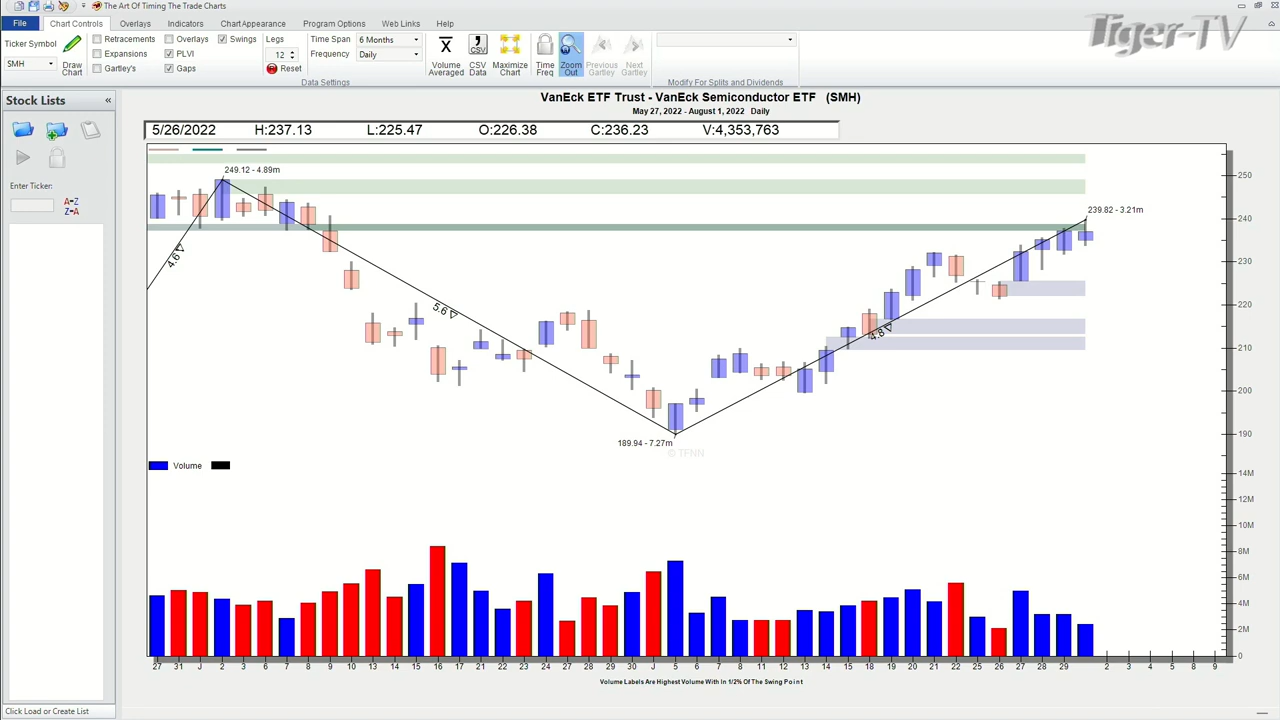 The Art Of Timing The Trade Charts
File Chart Controls Overlays Indicators Chart Appearance Program Options Web Links Help
Tiger-TV
Ticker Symbol
SMH
Draw Chart
Retracements Overlays Swings
Expansions PLVI
Gartley's Gaps
Legs
12
Reset
Time Span 6 Months
Frequency Daily
Data Settings
Volume Averaged
CSV
CSV Data
Maximize Chart
Time Freq
Zoom Out
Previous Gartley
Next Gartley
Modify For Splits and Dividends
Stock Lists «
Enter Ticker:
A-Z
Z-A
Click Load or Create List
VanEck ETF Trust - VanEck Semiconductor ETF (SMH)
May 27, 2022 - August 1, 2022 Daily
5/26/2022 H:237.13 L:225.47 O:226.38 C:236.23 V:4,353,763
249.12 - 4.89m
239.82 - 3.21m
4.6
5.6
4.8
189.94 - 7.27m
© TFNN
250
240
230
220
210
200
190
Volume
14M
12M
10M
8M
6M
4M
2M
0
27 31 J 2 3 6 7 8 9 10 13 14 15 16 17 21 22 23 24 27 28 29 30 J 5 6 7 8 11 12 13 14 15 18 19 20 21 22 25 26 27 28 29 2 3 4 5 8 9
Volume Labels Are Highest Volume With In 1/2% Of The Swing Point